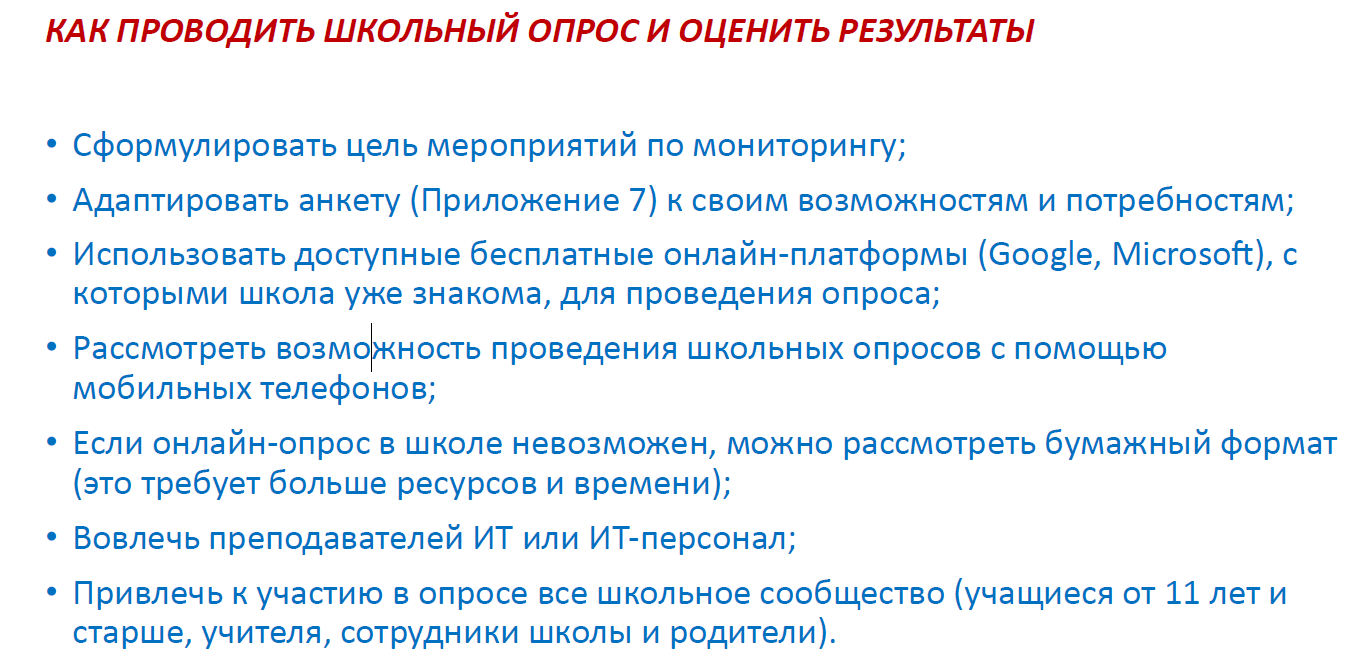 КАК ПРОВОДИТЬ ШКОЛЬНЫЙ ОПРОС И ОЦЕНИТЬ РЕЗУЛЬТАТЫ
• Сформулировать цель мероприятий по мониторингу;
• Адаптировать анкету (Приложение 7) к своим возможностям и потребностям;
• Использовать доступные бесплатные онлайн-платформы (Google, Microsoft), с
которыми школа уже знакома, для проведения опроса;
• Рассмотреть возможность проведения школьных опросов с помощью
мобильных телефонов;
• Если онлайн-опрос в школе невозможен, можно рассмотреть бумажный формат
(это требует больше ресурсов и времени);
• Вовлечь преподавателей ИТ или ИТ-персонал;
• Привлечь к участию в опросе все школьное сообщество (учащиеся от 11 лет и
старше, учителя, сотрудники школы и родители).